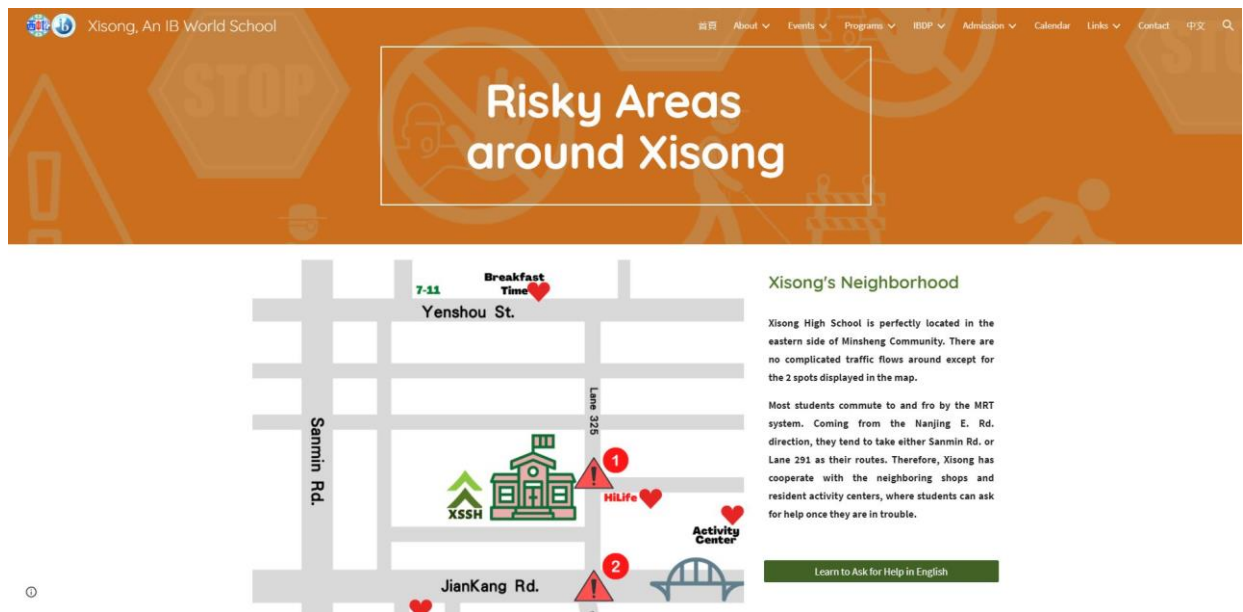 Xisong, An IB World School
首頁 About Events Programs IBDP Admission Calendar Links Contact 中文
STOP
STOP
Risky Areas
around Xisong
Breakfast
Time
7-11
Yenshou St.
Lane 325
Sanmin Rd.
1
XSSH
HiLife
Activity
Center
2
JianKang Rd.
Xisong's Neighborhood
Xisong High School is perfectly located in the
eastern side of Minsheng Community. There are
no complicated traffic flows around except for
the 2 spots displayed in the map.
Most students commute to and fro by the MRT
system. Coming from the Nanjing E. Rd.
direction, they tend to take either Sanmin Rd. or
Lane 291 as their routes. Therefore, Xisong has
cooperate with the neighboring shops and
resident activity centers, where students can ask
for help once they are in trouble.
Learn to Ask for Help in English